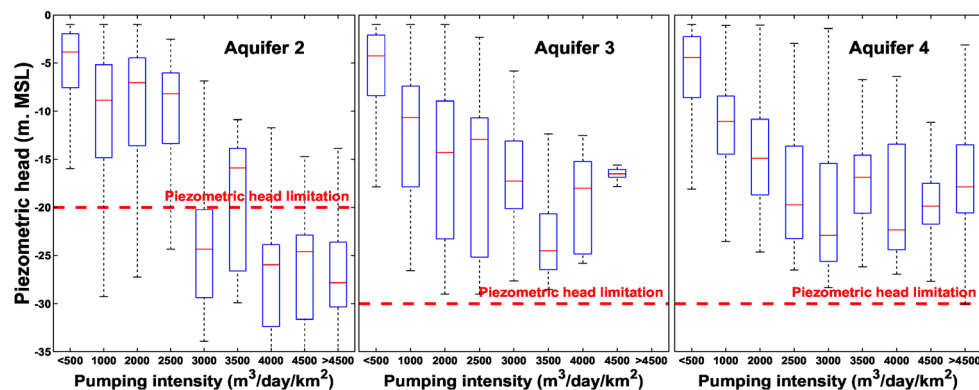 Aquifer 2
Aquifer 3
Aquifer 4
Piezometric head (m. MSL)
0
-5
-10
-15
-20
-25
-30
-35
Piezometric head limitation
Piezometric head limitation
Piezometric head limitation
<500 1000 2000 2500 3000 3500 4000 4500 >4500
<500 1000 2000 2500 3000 3500 4000 4500 >4500
<500 1000 2000 2500 3000 3500 4000 4500 >4500
Pumping intensity (m³/day/km²)
Pumping intensity (m³/day/km²)
Pumping intensity (m³/day/km²)